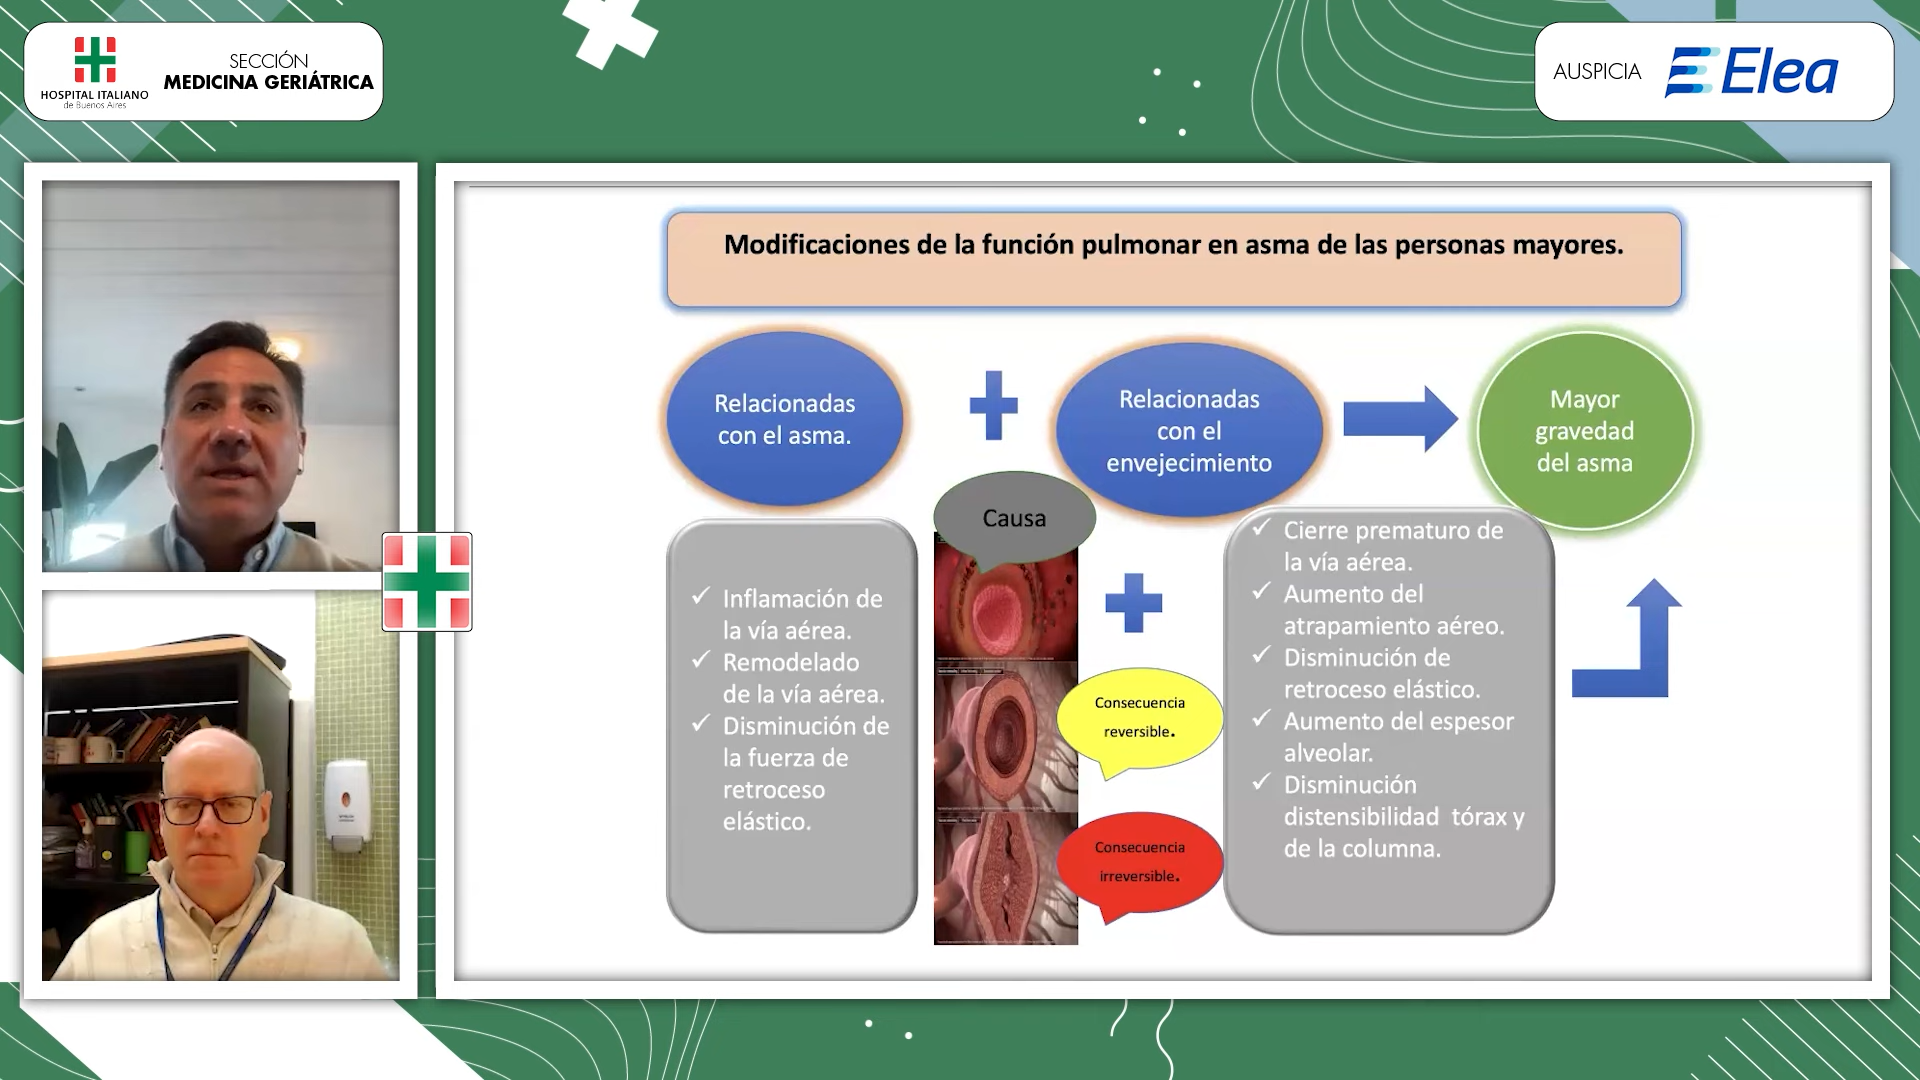 HOSPITAL ITALIANO
de Buenos Aires
SECCIÓN
MEDICINA GERIÁTRICA
AUSPICIA
Elea
Modificaciones de la función pulmonar en asma de las personas mayores.
Relacionadas
con el asma.
Relacionadas
con el
envejecimiento
Mayor
gravedad
del asma
Causa
✓ Inflamación de
la vía aérea.
✓ Remodelado
de la vía aérea.
✓ Disminución de
la fuerza de
retroceso
elástico.
Consecuencia
reversible.
Consecuencia
irreversible.
✓ Cierre prematuro de
la vía aérea.
✓ Aumento del
atrapamiento aéreo.
✓ Disminución de
retroceso elástico.
✓ Aumento del espesor
alveolar.
✓ Disminución
distensibilidad tórax y
de la columna.